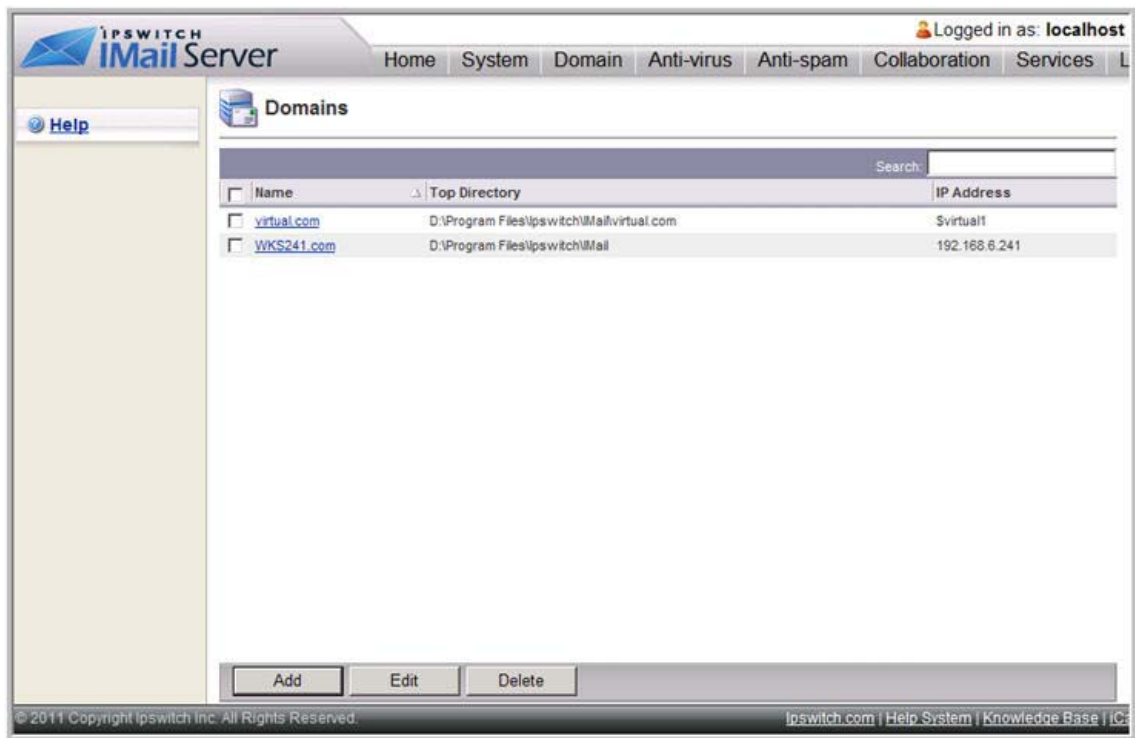 IPSWITCH
IMail Server
Logged in as: localhost
Home System Domain Anti-virus Anti-spam Collaboration Services L
Help
Domains
Search:
Name Top Directory IP Address
virtual.com D:\Program Files\Ipswitch\IMail\virtual.com $virtual1
WKS241.com D:\Program Files\Ipswitch\IMail 192.168.6.241
Add Edit Delete
© 2011 Copyright Ipswitch Inc. All Rights Reserved. Ipswitch.com | Help System | Knowledge Base | iCa